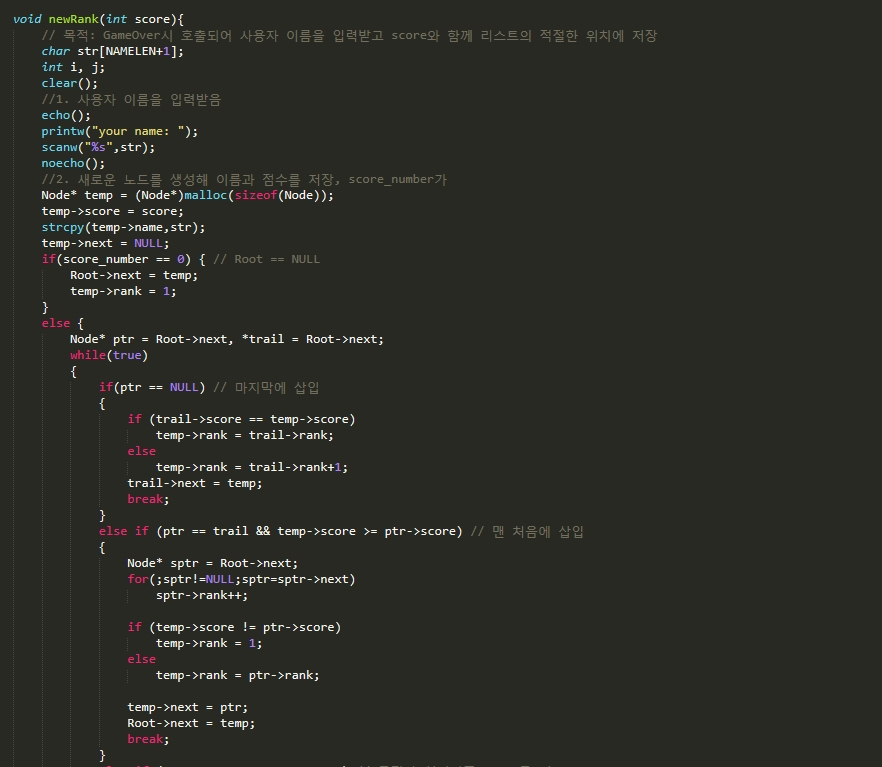 void newRank(int score){
// 목적: GameOver시 호출되어 사용자 이름을 입력받고 score와 함께 리스트의 적절한 위치에 저장
char str[NAMELEN+1];
int i, j;
clear();
//1. 사용자 이름을 입력받음
echo();
printw("your name: ");
scanw("%s",str);
noecho();
//2. 새로운 노드를 생성해 이름과 점수를 저장, score_number가
Node* temp = (Node*)malloc(sizeof(Node));
temp->score = score;
strcpy(temp->name,str);
temp->next = NULL;
if(score_number == 0) { // Root == NULL
Root->next = temp;
temp->rank = 1;
}
else {
Node* ptr = Root->next, *trail = Root->next;
while(true)
{
if(ptr == NULL) // 마지막에 삽입
{
if (trail->score == temp->score)
temp->rank = trail->rank;
else
temp->rank = trail->rank+1;
trail->next = temp;
break;
}
else if (ptr == trail && temp->score >= ptr->score) // 맨 처음에 삽입
{
Node* sptr = Root->next;
for(;sptr!=NULL;sptr=sptr->next)
sptr->rank++;
if (temp->score != ptr->score)
temp->rank = 1;
else
temp->rank = ptr->rank;
temp->next = ptr;
Root->next = temp;
break;
}